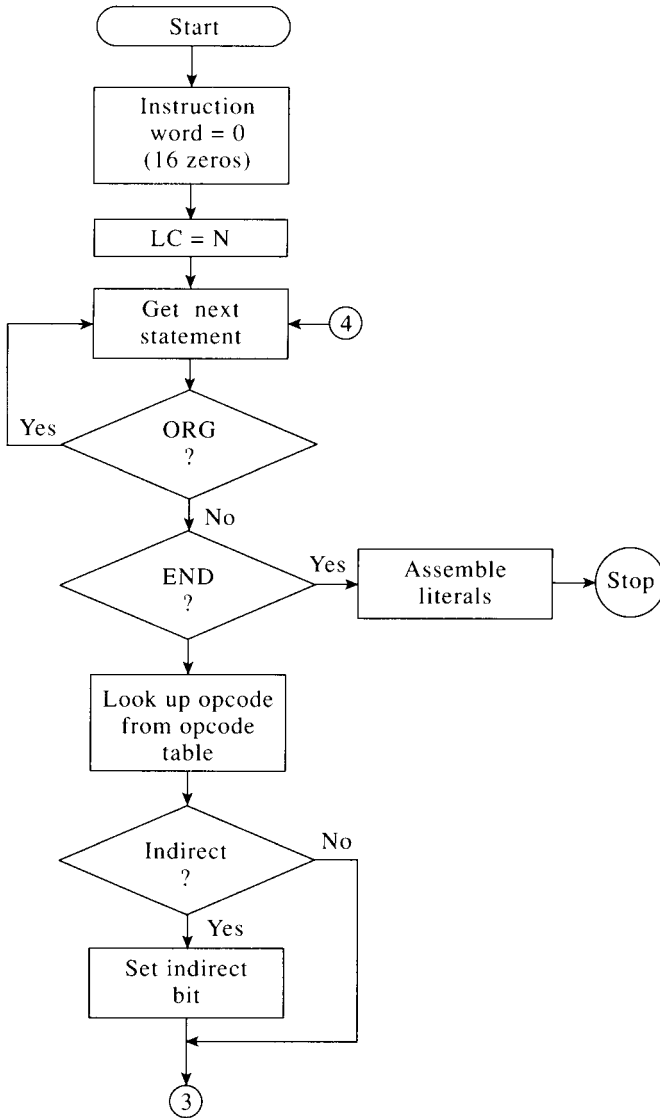 Start
Instruction
word = 0
(16 zeros)
LC = N
Get next
statement
4
Yes
ORG
?
No
END
?
Yes
Assemble
literals
Stop
Look up opcode
from opcode
table
Indirect
?
No
Yes
Set indirect
bit
3